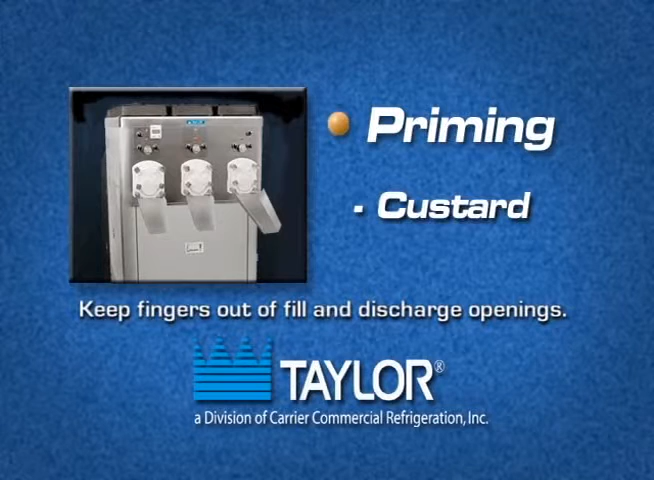 Priming
- Custard
Keep fingers out of fill and discharge openings.
TAYLOR®
a Division of Carrier Commercial Refrigeration, Inc.